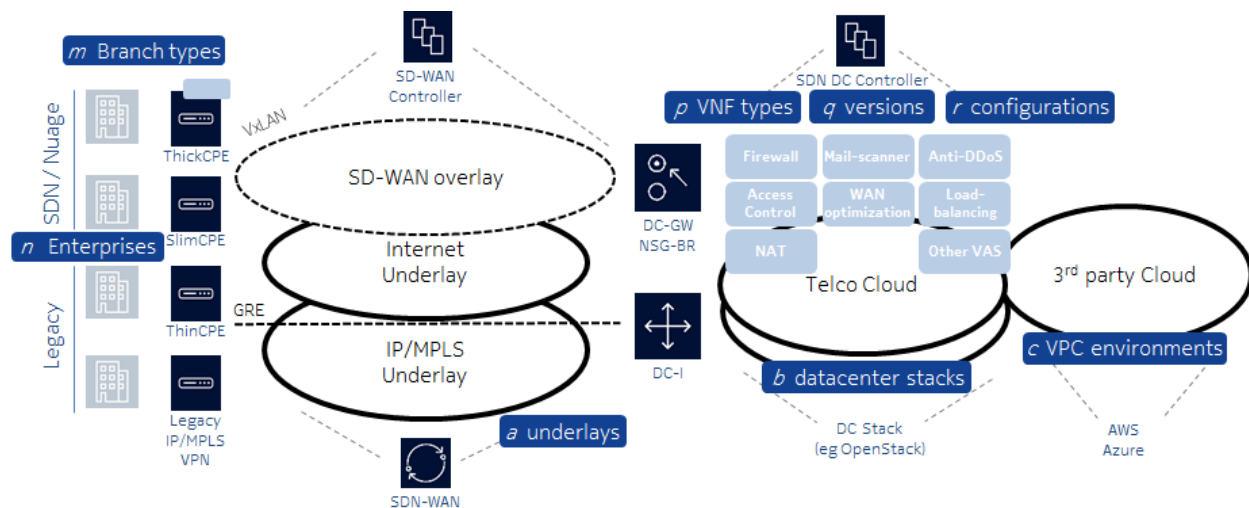 m Branch types
SDN / Nuage
Legacy
n Enterprises
ThickCPE
SlimCPE
ThinCPE
Legacy
IP/MPLS
VPN
SD-WAN
Controller
VxLAN
SD-WAN overlay
Internet
Underlay
GRE
IP/MPLS
Underlay
a underlays
SDN-WAN
DC-GW
NSG-BR
DC-I
SDN DC Controller
p VNF types
q versions
r configurations
Firewall
Mail-scanner
Anti-DDoS
Access
Control
WAN
optimization
Load-
balancing
NAT
Other VAS
Telco Cloud
3rd party Cloud
b datacenter stacks
c VPC environments
DC Stack
(eg OpenStack)
AWS
Azure